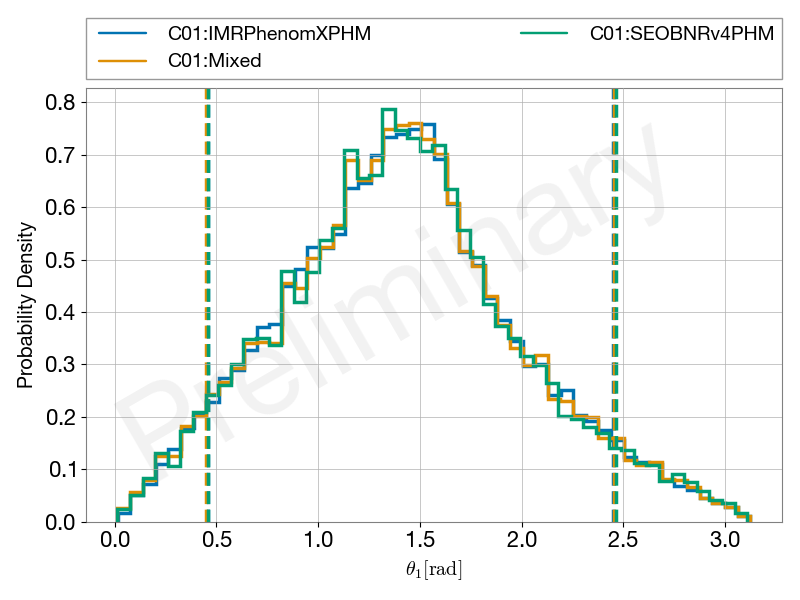 C01:IMRPhenomXPHM
C01:Mixed
C01:SEOBNRv4PHM
0.8
0.7
0.6
0.5
0.4
0.3
0.2
0.1
0.0
Probability Density
Preliminary
0.0 0.5 1.0 1.5 2.0 2.5 3.0
θ₁[rad]